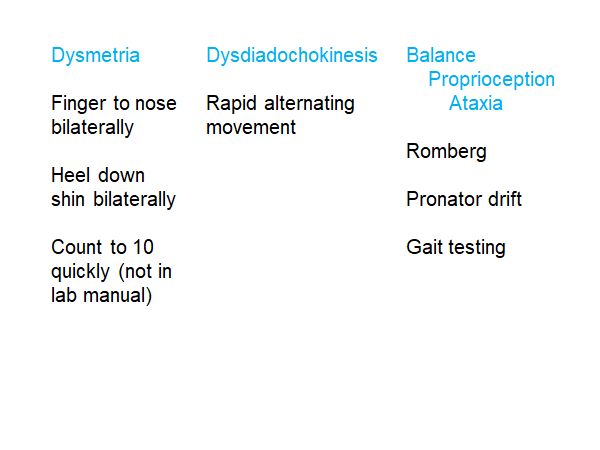 Dysmetria
Finger to nose
bilaterally
Heel down
shin bilaterally
Count to 10
quickly (not in
lab manual)
Dysdiadochokinesis
Rapid alternating
movement
Balance
Proprioception
Ataxia
Romberg
Pronator drift
Gait testing